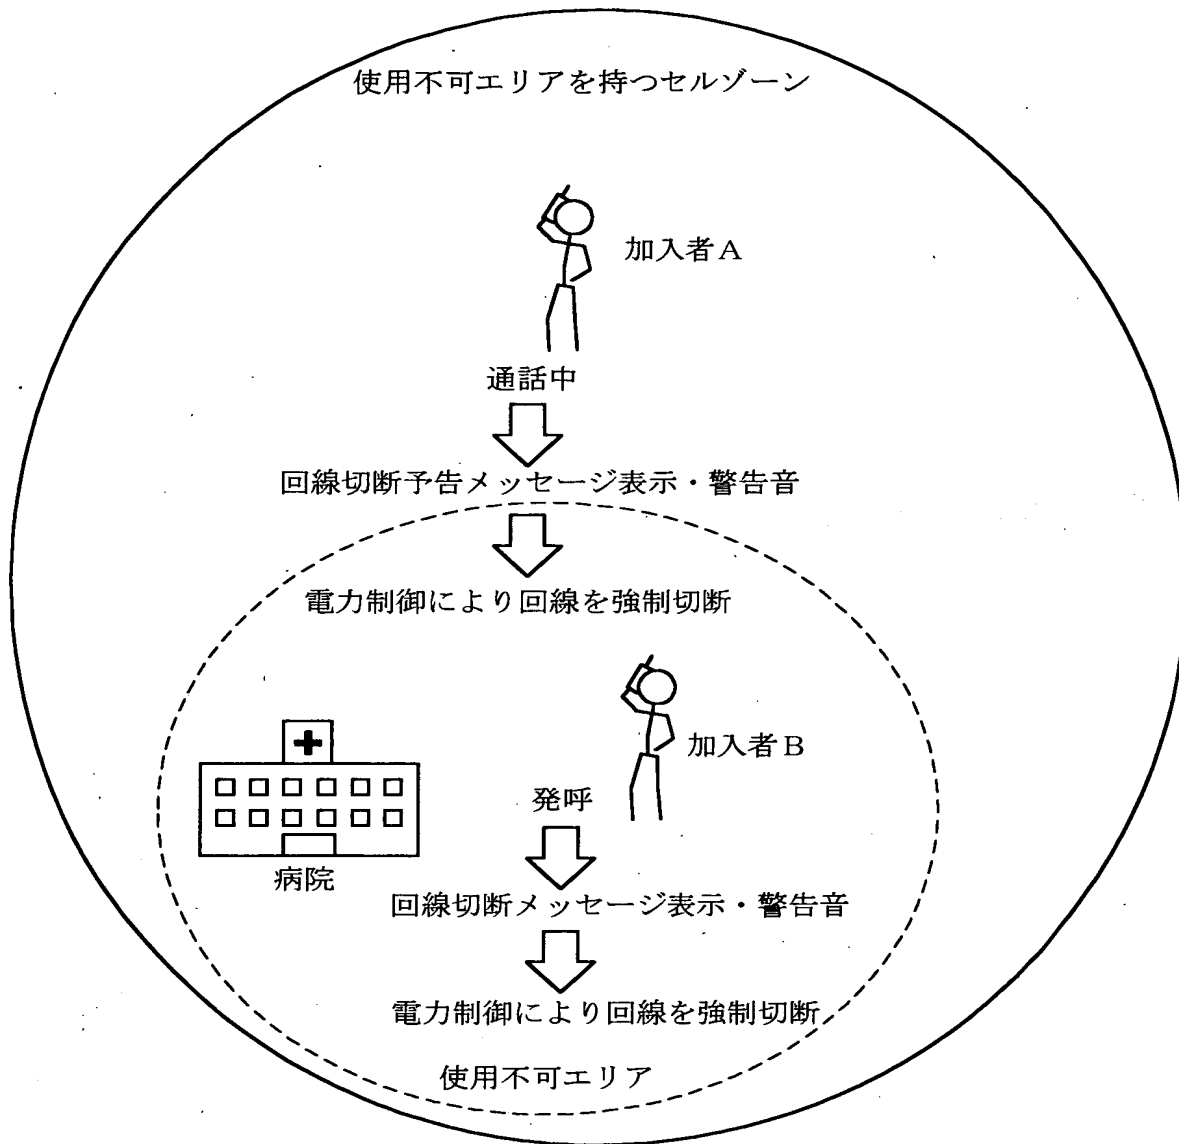 使用不可エリアを持つセルゾーン
加入者A
通話中
回線切断予告メッセージ表示・警告音
電力制御により回線を強制切断
加入者B
発呼
病院
回線切断メッセージ表示・警告音
電力制御により回線を強制切断
使用不可エリア